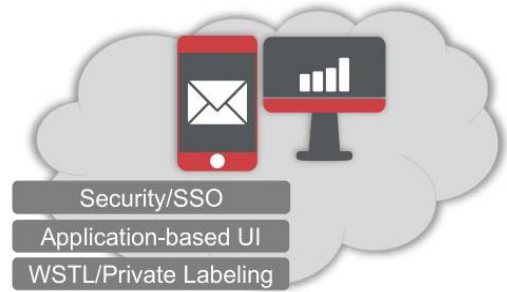 Security/SSO
Application-based UI
WSTL/Private Labeling